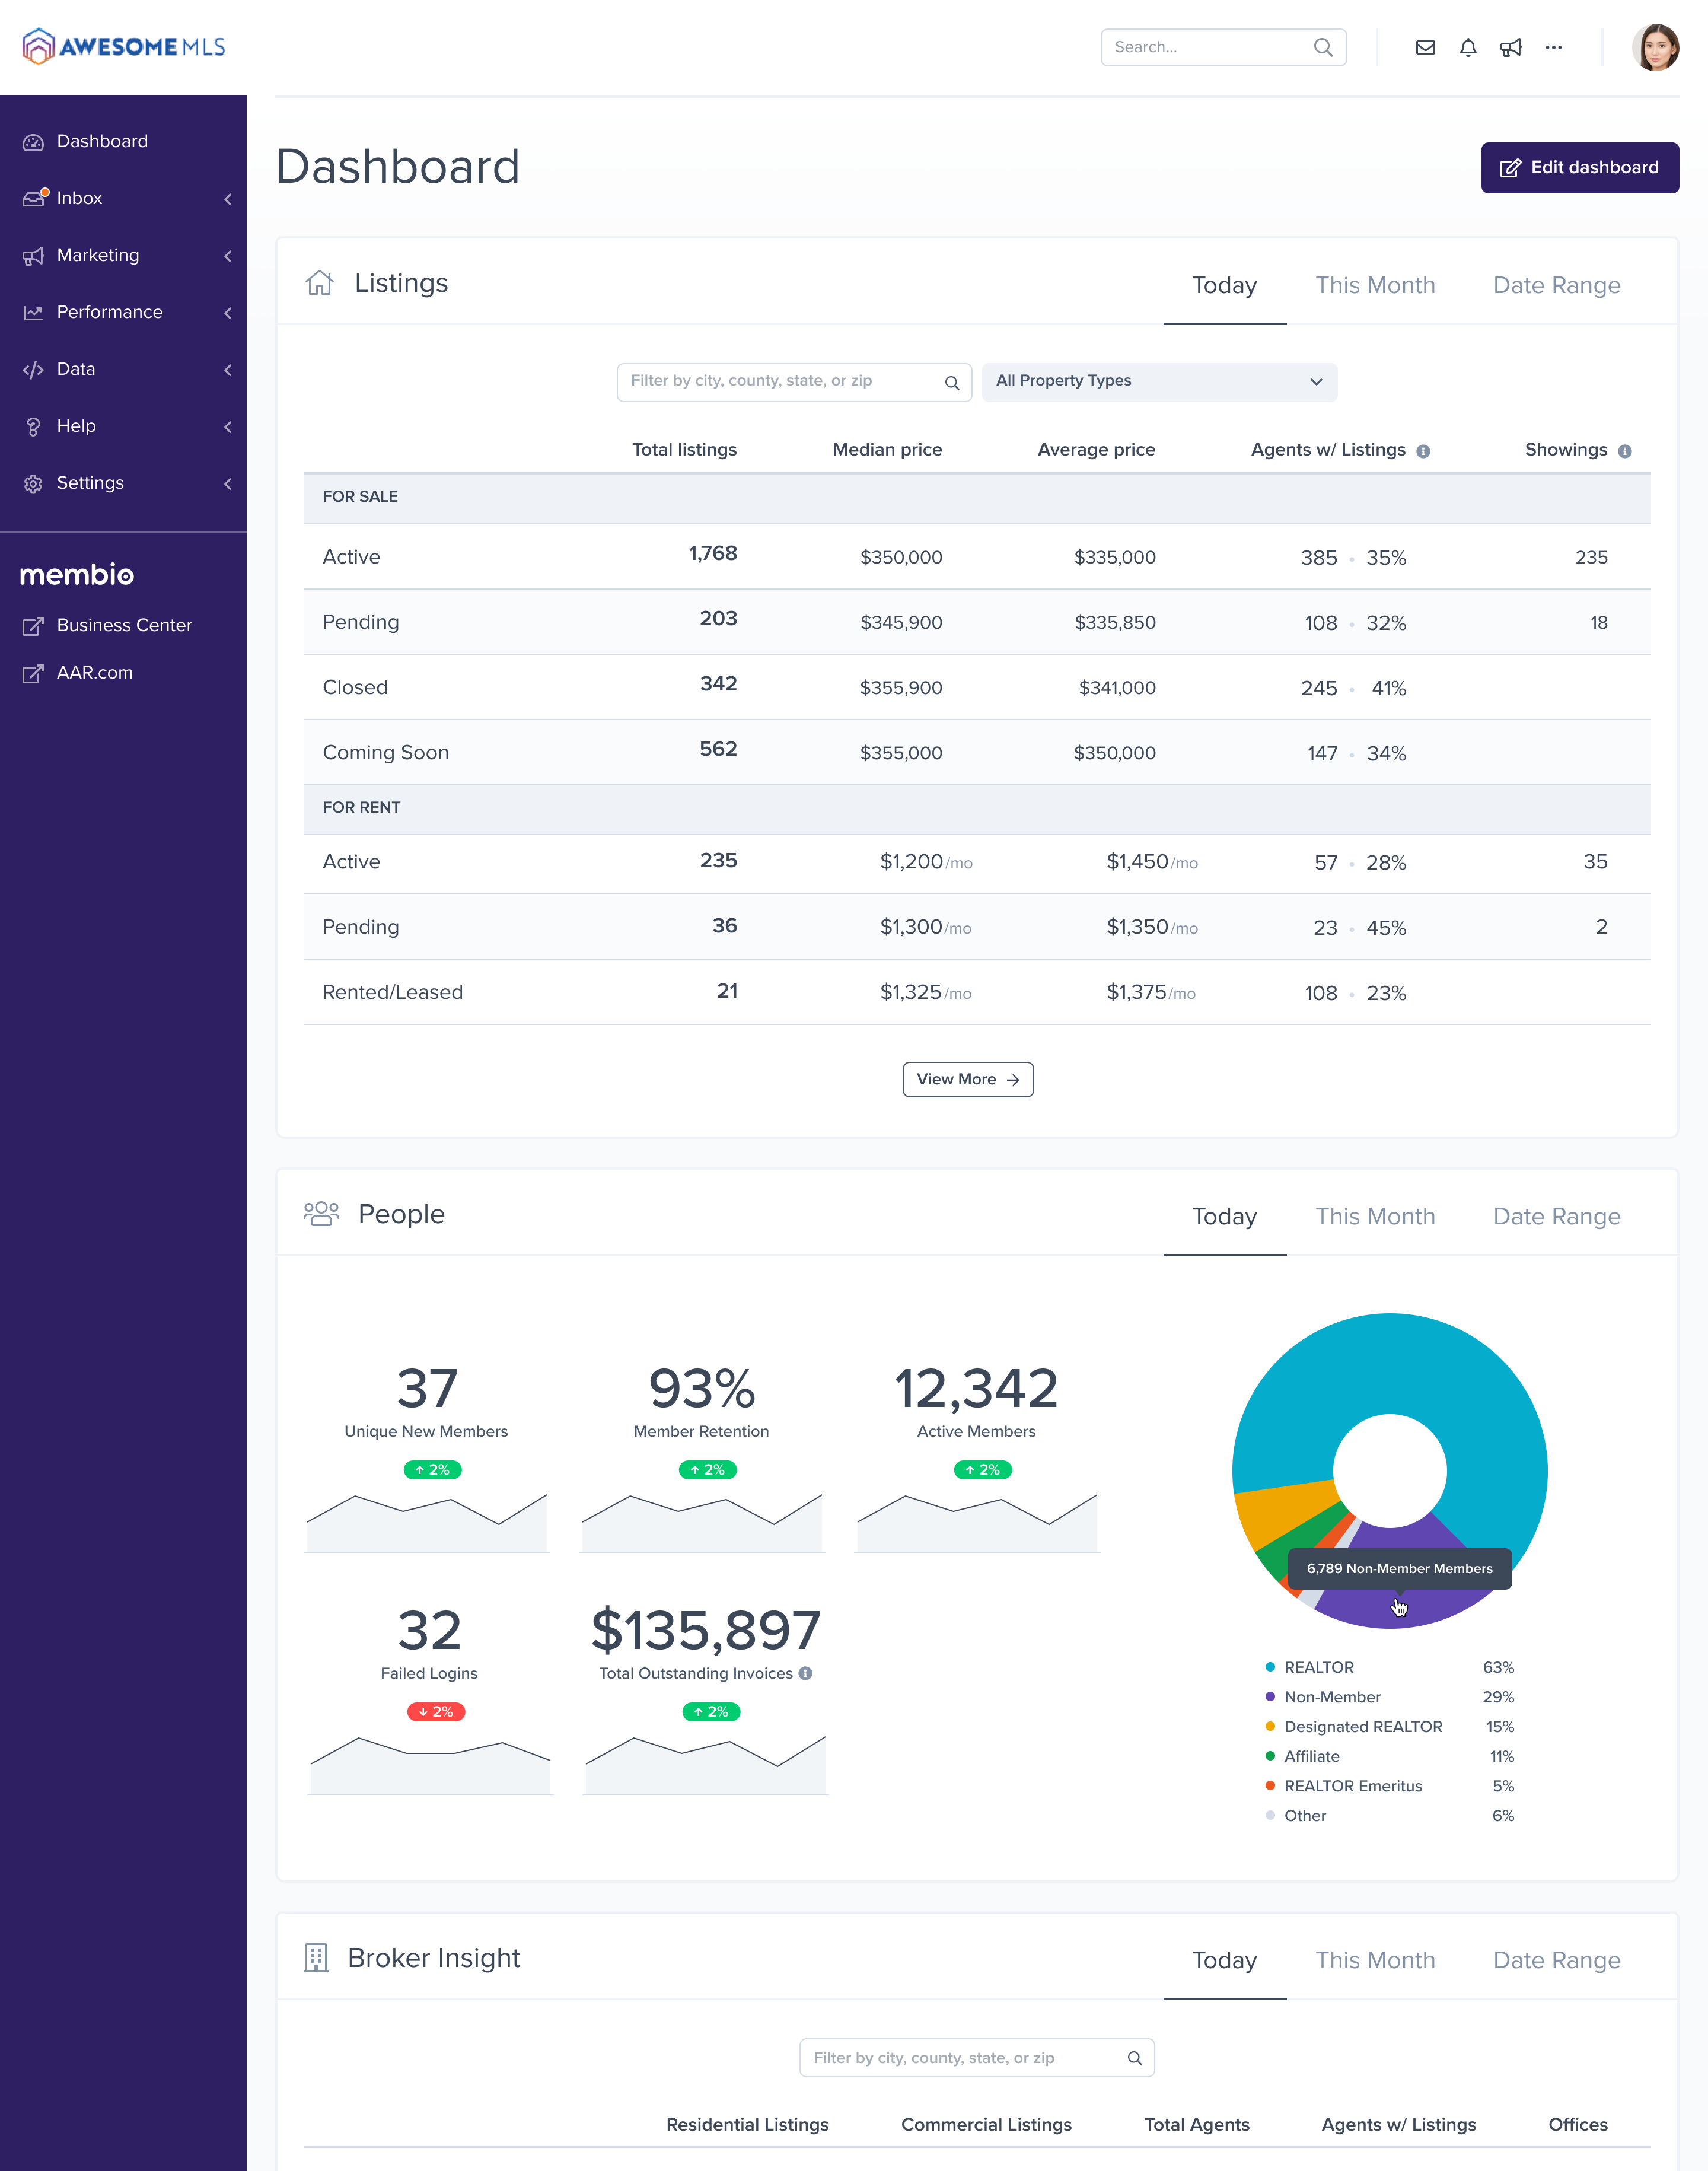 AWESOME MLS
Search...
Dashboard
Inbox
Marketing
Performance
Data
Help
Settings
membio
Business Center
AAR.com
Dashboard
Edit dashboard
Listings
Today This Month Date Range
Filter by city, county, state, or zip All Property Types
Total listings Median price Average price Agents w/ Listings Showings
FOR SALE
Active 1,768 $350,000 $335,000 385 • 35% 235
Pending 203 $345,900 $335,850 108 • 32% 18
Closed 342 $355,900 $341,000 245 • 41%
Coming Soon 562 $355,000 $350,000 147 • 34%
FOR RENT
Active 235 $1,200/mo $1,450/mo 57 • 28% 35
Pending 36 $1,300/mo $1,350/mo 23 • 45% 2
Rented/Leased 21 $1,325/mo $1,375/mo 108 • 23%
View More →
People
Today This Month Date Range
37 93% 12,342
Unique New Members Member Retention Active Members
↑ 2% ↑ 2% ↑ 2%
32 $135,897
Failed Logins Total Outstanding Invoices
↓ 2% ↑ 2%
6,789 Non-Member Members
REALTOR 63%
Non-Member 29%
Designated REALTOR 15%
Affiliate 11%
REALTOR Emeritus 5%
Other 6%
Broker Insight
Today This Month Date Range
Filter by city, county, state, or zip
Residential Listings Commercial Listings Total Agents Agents w/ Listings Offices